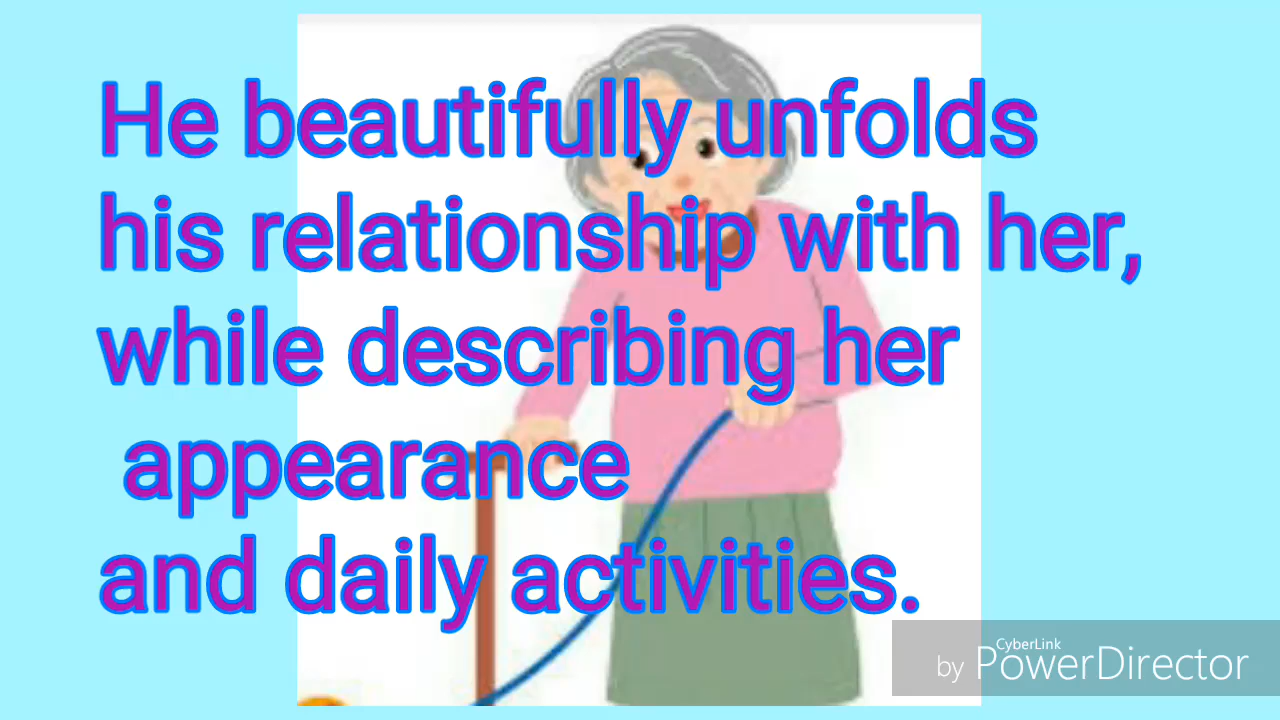 He beautifully unfolds
his relationship with her,
while describing her
appearance
and daily activities.
CyberLink
by PowerDirector